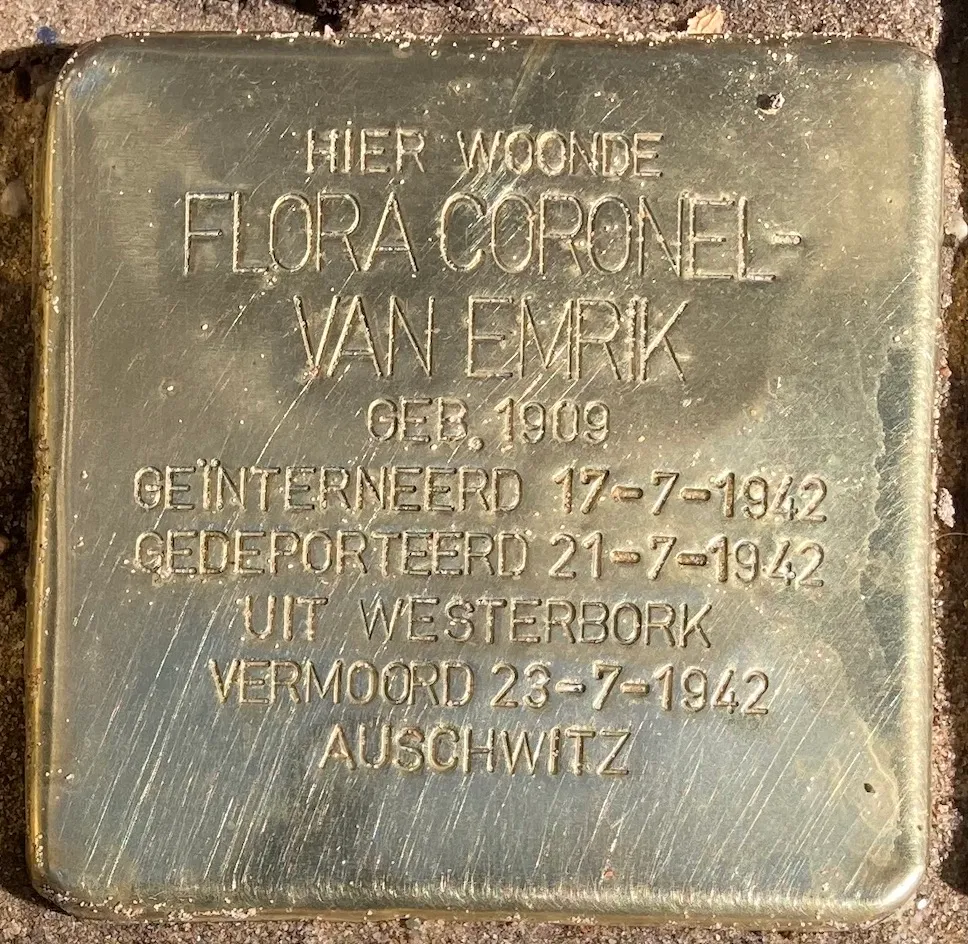 HIER WOONDE
FLORA CORONEL-
VAN EMRIK
GEB. 1909
GEÏNTERNEERD 17-7-1942
GEDEPORTEERD 21-7-1942
UIT WESTERBORK
VERMOORD 23-7-1942
AUSCHWITZ